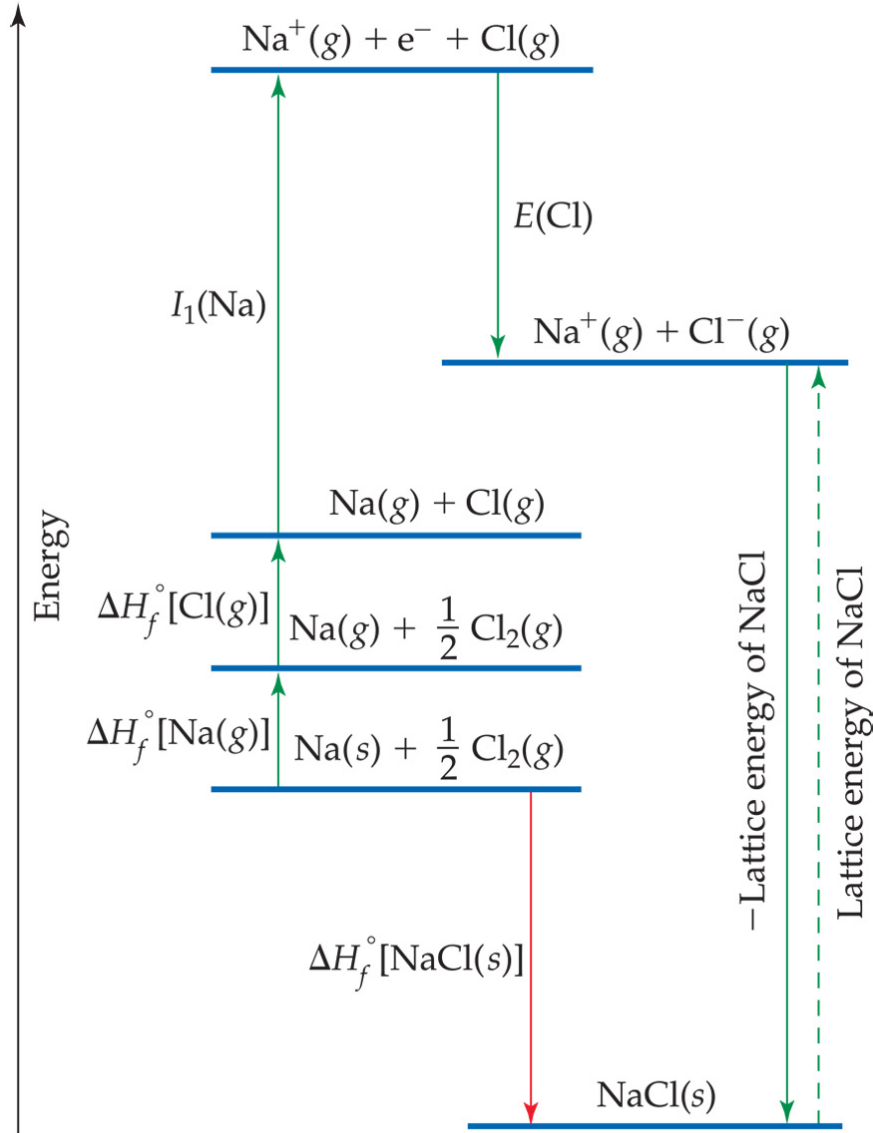 Na⁺(g) + e⁻ + Cl(g)
E(Cl)
I₁(Na)
Na⁺(g) + Cl⁻(g)
Na(g) + Cl(g)
Energy
ΔH°f[Cl(g)]
Na(g) + 1/2 Cl₂(g)
ΔH°f[Na(g)]
Na(s) + 1/2 Cl₂(g)
−Lattice energy of NaCl
Lattice energy of NaCl
ΔH°f[NaCl(s)]
NaCl(s)